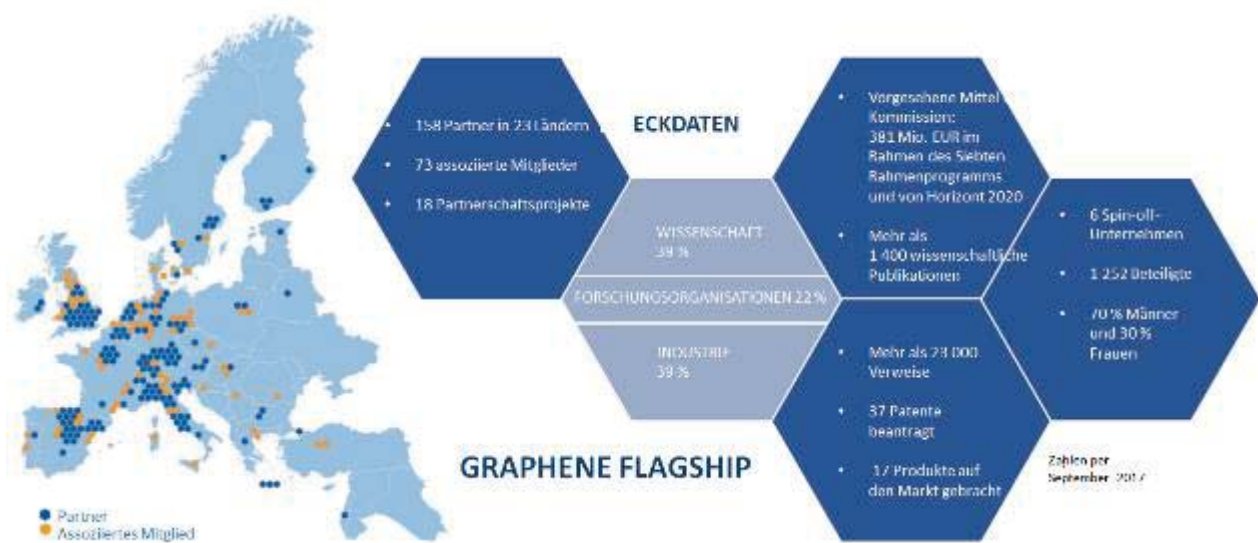 ECKDATEN
158 Partner in 23 Ländern
73 assoziierte Mitglieder
18 Partnerschaftsprojekte
WISSENSCHAFT
39 %
FORSCHUNGSORGANISATIONEN 22 %
INDUSTRIE
39 %
Vorgesehene Mittel
Kommission:
381 Mio. EUR im
Rahmen des Siebten
Rahmenprogramms
und von Horizont 2020
Mehr als
1 400 wissenschaftliche
Publikationen
6 Spin-off-
Unternehmen
1 252 Beteiligte
70 % Männer
und 30 %
Frauen
Mehr als 23 000
Verweise
37 Patente
beantragt
17 Produkte auf
den Markt gebracht
GRAPHENE FLAGSHIP
Zahlen per
September 2017
Partner
Assoziiertes Mitglied